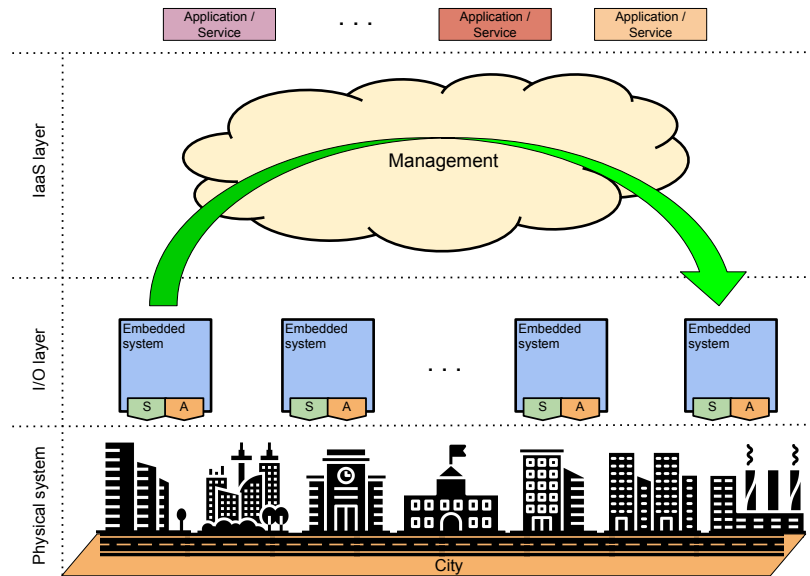 Application /
Service
. . .
Application /
Service
Application /
Service
IaaS layer
Management
I/O layer
Embedded
system
S
A
Embedded
system
S
A
. . .
Embedded
system
S
A
Embedded
system
S
A
Physical system
City